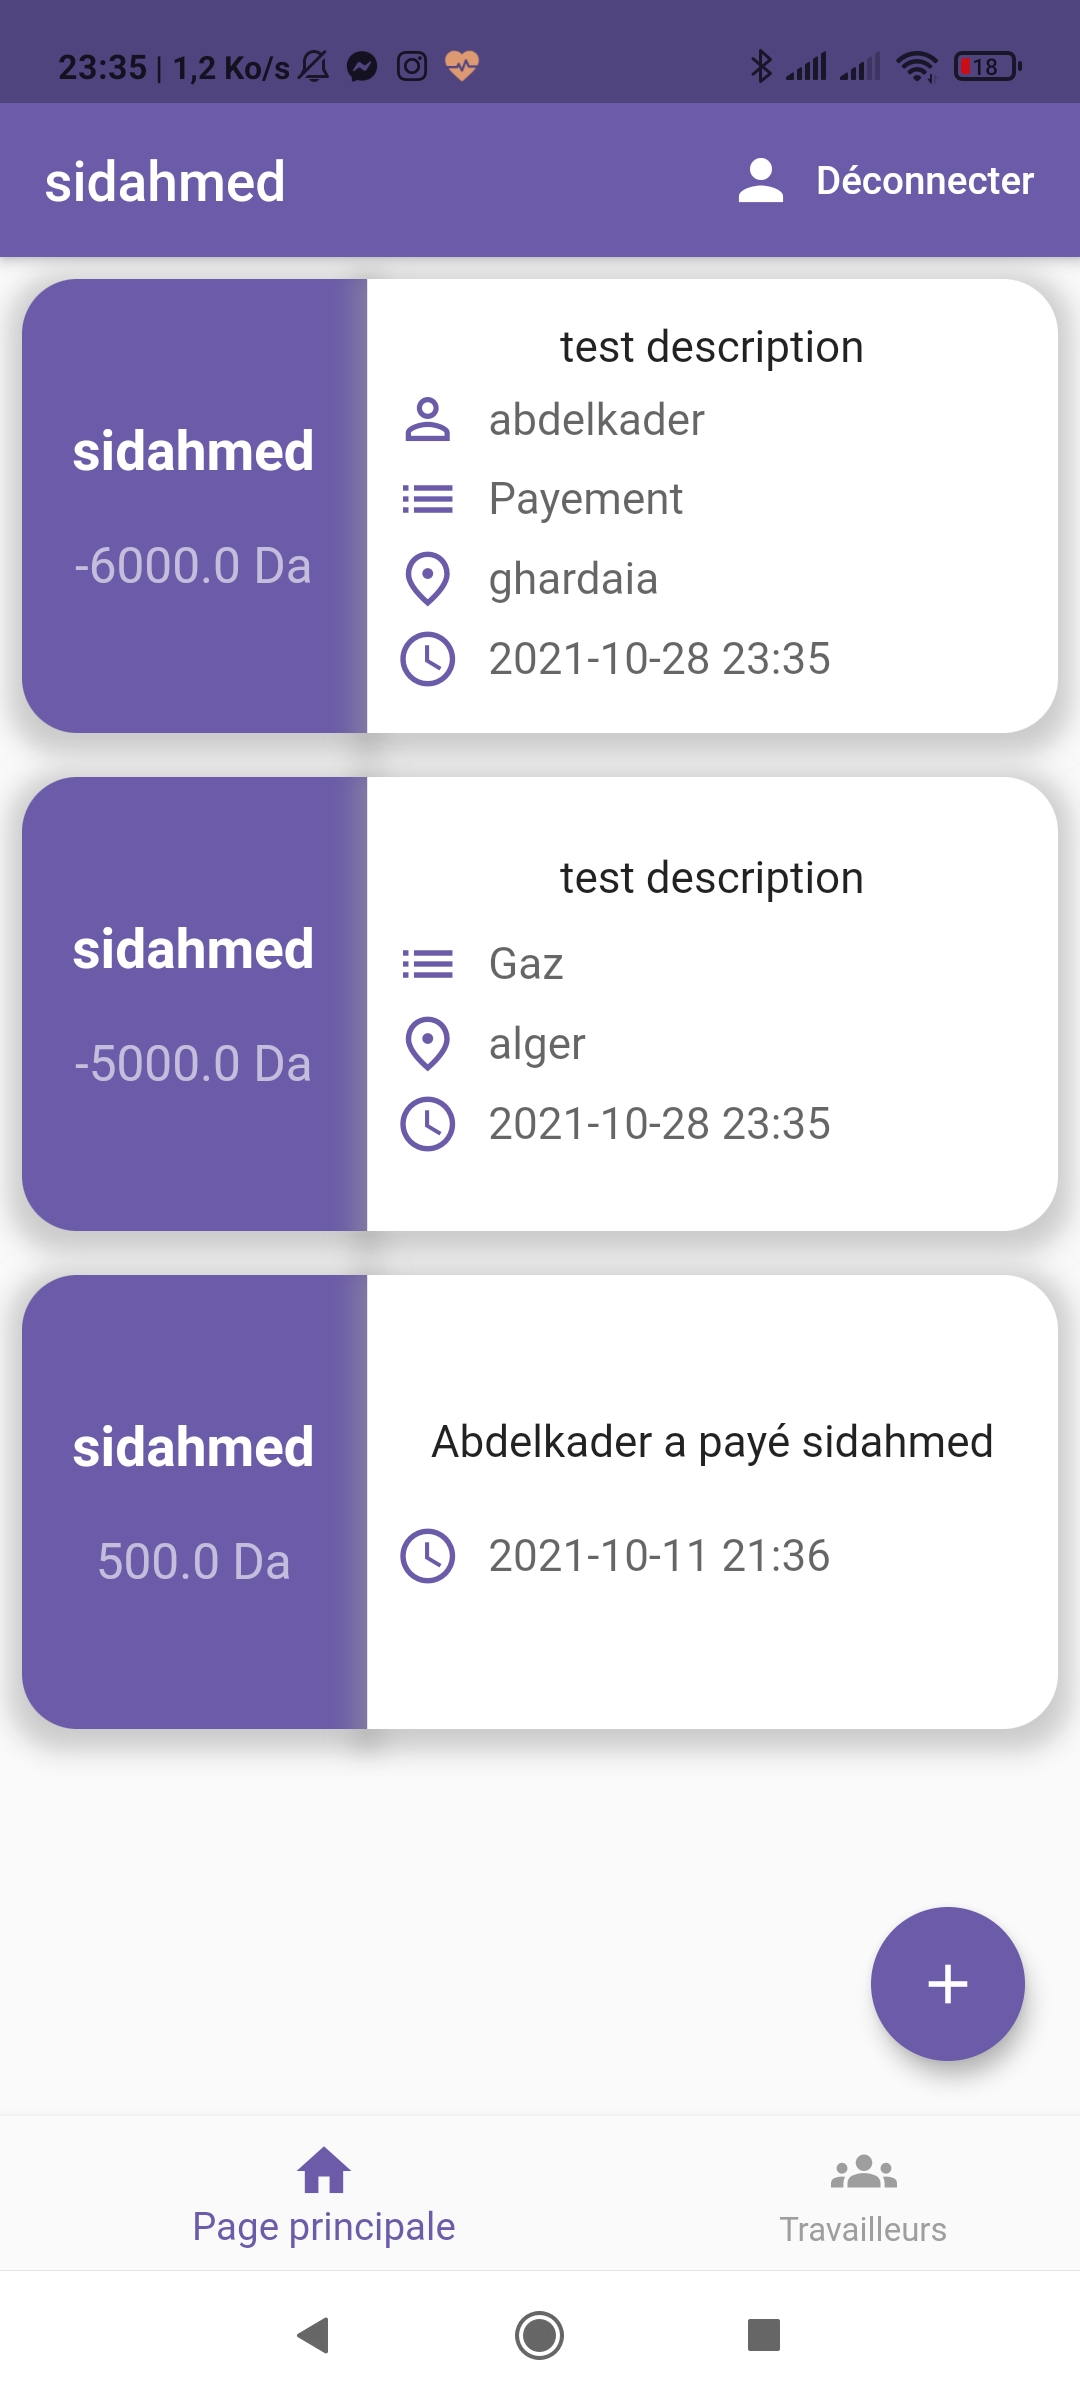 23:35 | 1,2 Ko/s
18
sidahmed
Déconnecter
sidahmed
-6000.0 Da
test description
abdelkader
Payement
ghardaia
2021-10-28 23:35
sidahmed
-5000.0 Da
test description
Gaz
alger
2021-10-28 23:35
sidahmed
500.0 Da
Abdelkader a payé sidahmed
2021-10-11 21:36
Page principale
Travailleurs